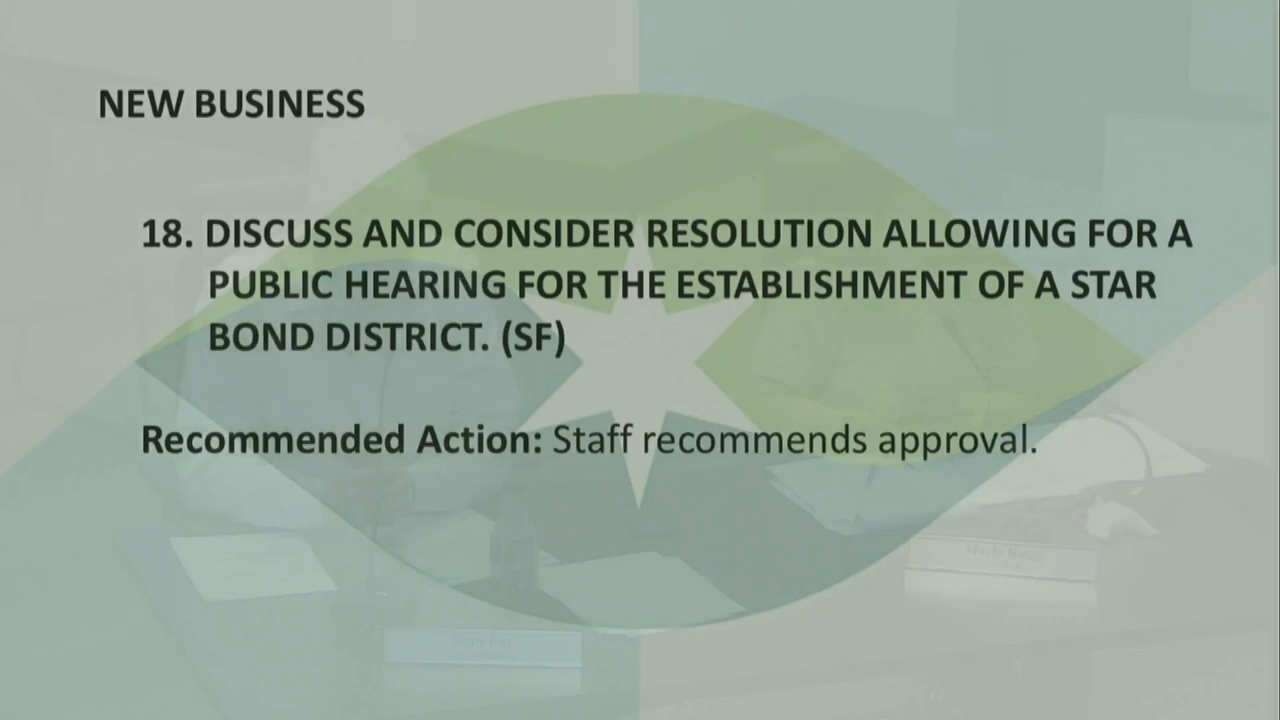 NEW BUSINESS
18. DISCUSS AND CONSIDER RESOLUTION ALLOWING FOR A
PUBLIC HEARING FOR THE ESTABLISHMENT OF A STAR
BOND DISTRICT. (SF)
Recommended Action: Staff recommends approval.